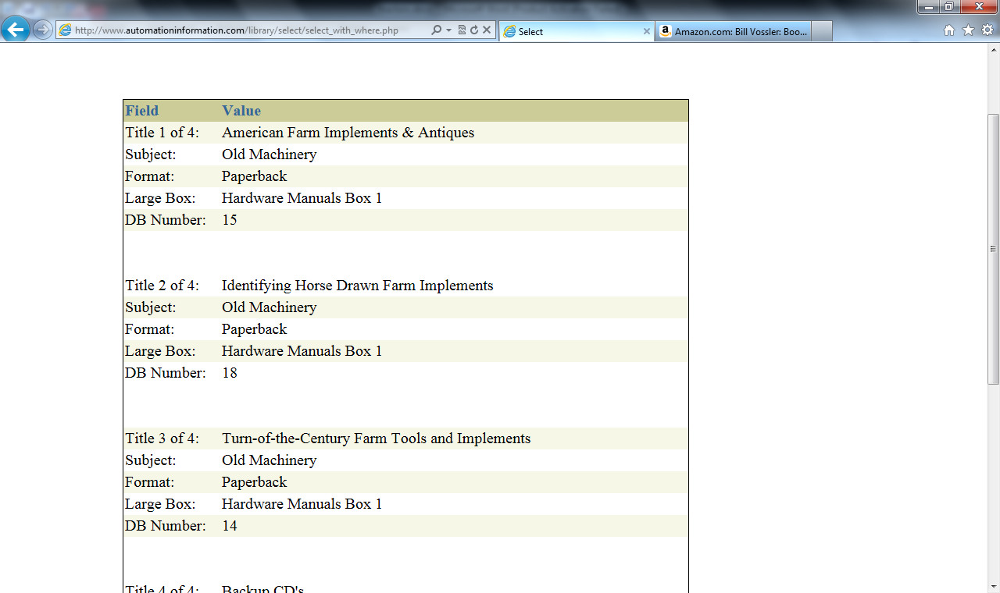 http://www.automationinformation.com/library/select/select_with_where.php
Select
Amazon.com: Bill Vossler: Boo...
Field Value
Title 1 of 4: American Farm Implements & Antiques
Subject: Old Machinery
Format: Paperback
Large Box: Hardware Manuals Box 1
DB Number: 15
Title 2 of 4: Identifying Horse Drawn Farm Implements
Subject: Old Machinery
Format: Paperback
Large Box: Hardware Manuals Box 1
DB Number: 18
Title 3 of 4: Turn-of-the-Century Farm Tools and Implements
Subject: Old Machinery
Format: Paperback
Large Box: Hardware Manuals Box 1
DB Number: 14
Title 4 of 4: Backup CD's